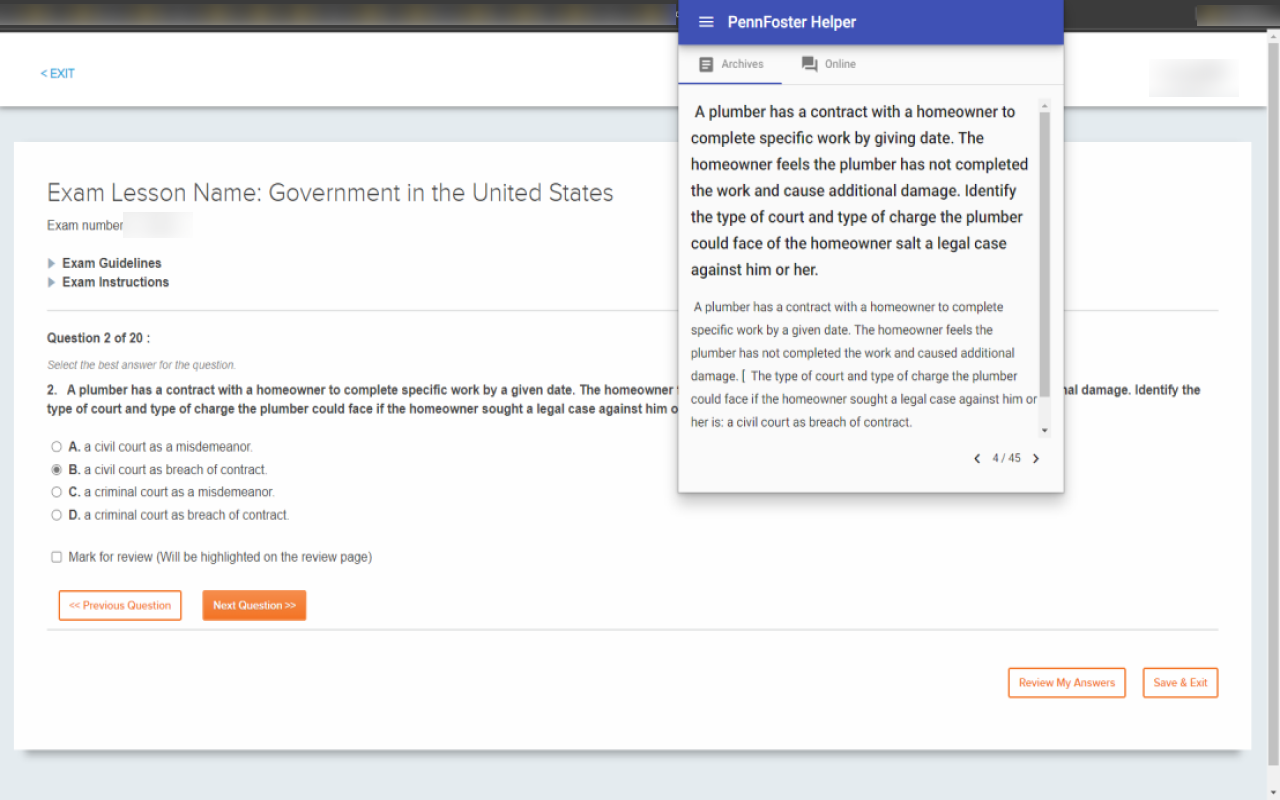 PennFoster Helper
Archives
Online
A plumber has a contract with a homeowner to
complete specific work by giving date. The
homeowner feels the plumber has not completed
the work and cause additional damage. Identify
the type of court and type of charge the plumber
could face of the homeowner salt a legal case
against him or her.
A plumber has a contract with a homeowner to complete
specific work by a given date. The homeowner feels the
plumber has not completed the work and caused additional
damage. [ The type of court and type of charge the plumber
could face if the homeowner sought a legal case against him or
her is: a civil court as breach of contract.
4 / 45
< EXIT
Exam Lesson Name: Government in the United States
Exam number
Exam Guidelines
Exam Instructions
Question 2 of 20 :
Select the best answer for the question.
2. A plumber has a contract with a homeowner to complete specific work by a given date. The homeowner damage. Identify the
type of court and type of charge the plumber could face if the homeowner sought a legal case against him
A. a civil court as a misdemeanor.
B. a civil court as breach of contract.
C. a criminal court as a misdemeanor.
D. a criminal court as breach of contract.
Mark for review (Will be highlighted on the review page)
<< Previous Question
Next Question >>
Review My Answers
Save & Exit